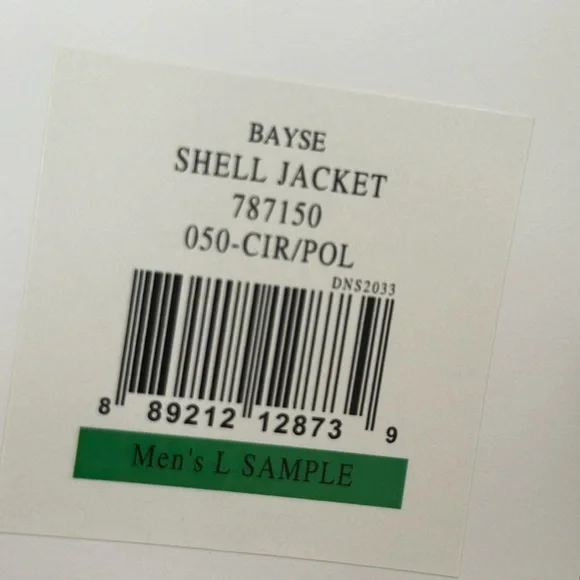 BAYSE
SHELL JACKET
787150
050-CIR/POL
DNS2033
8 89212 12873 9
Men's L SAMPLE